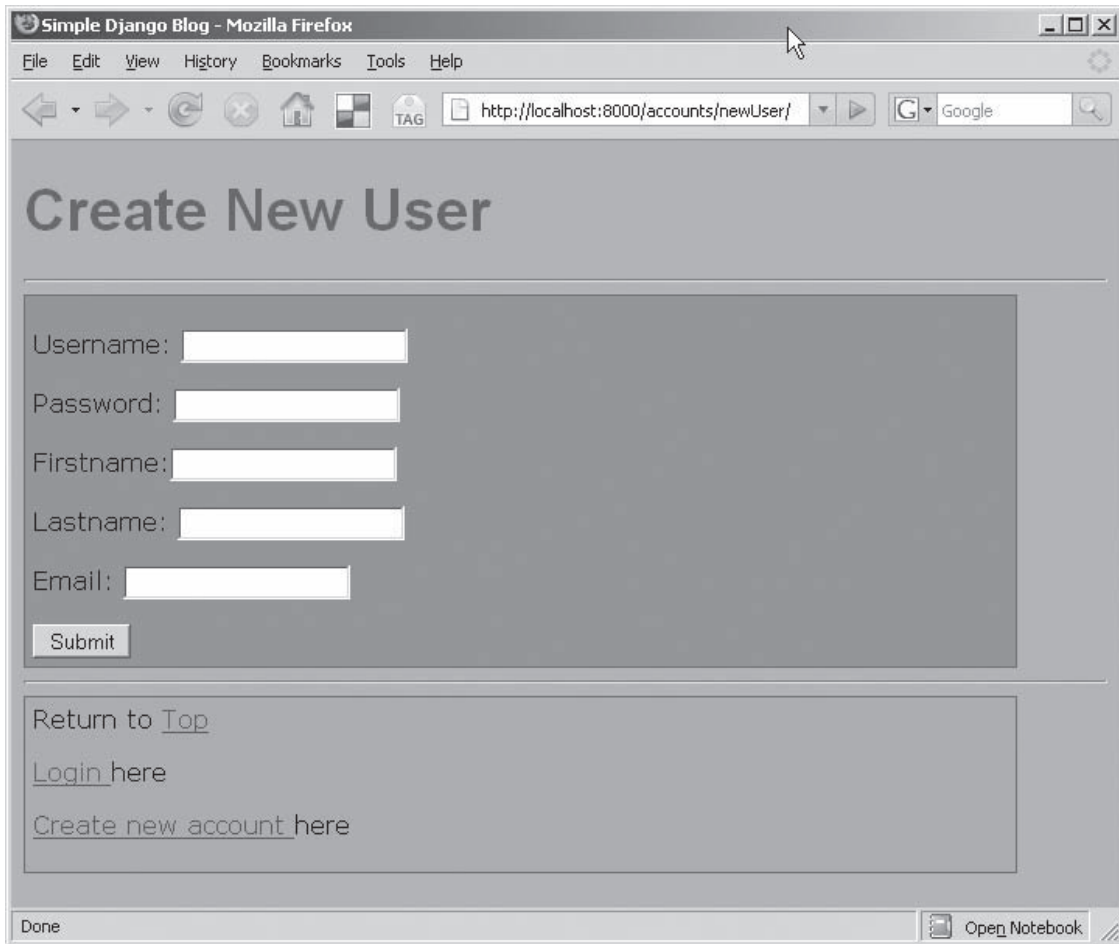 Simple Django Blog - Mozilla Firefox
File Edit View History Bookmarks Tools Help
TAG http://localhost:8000/accounts/newUser/ G Google
Create New User
Username:
Password:
Firstname:
Lastname:
Email:
Submit
Return to Top
Login here
Create new account here
Done Open Notebook